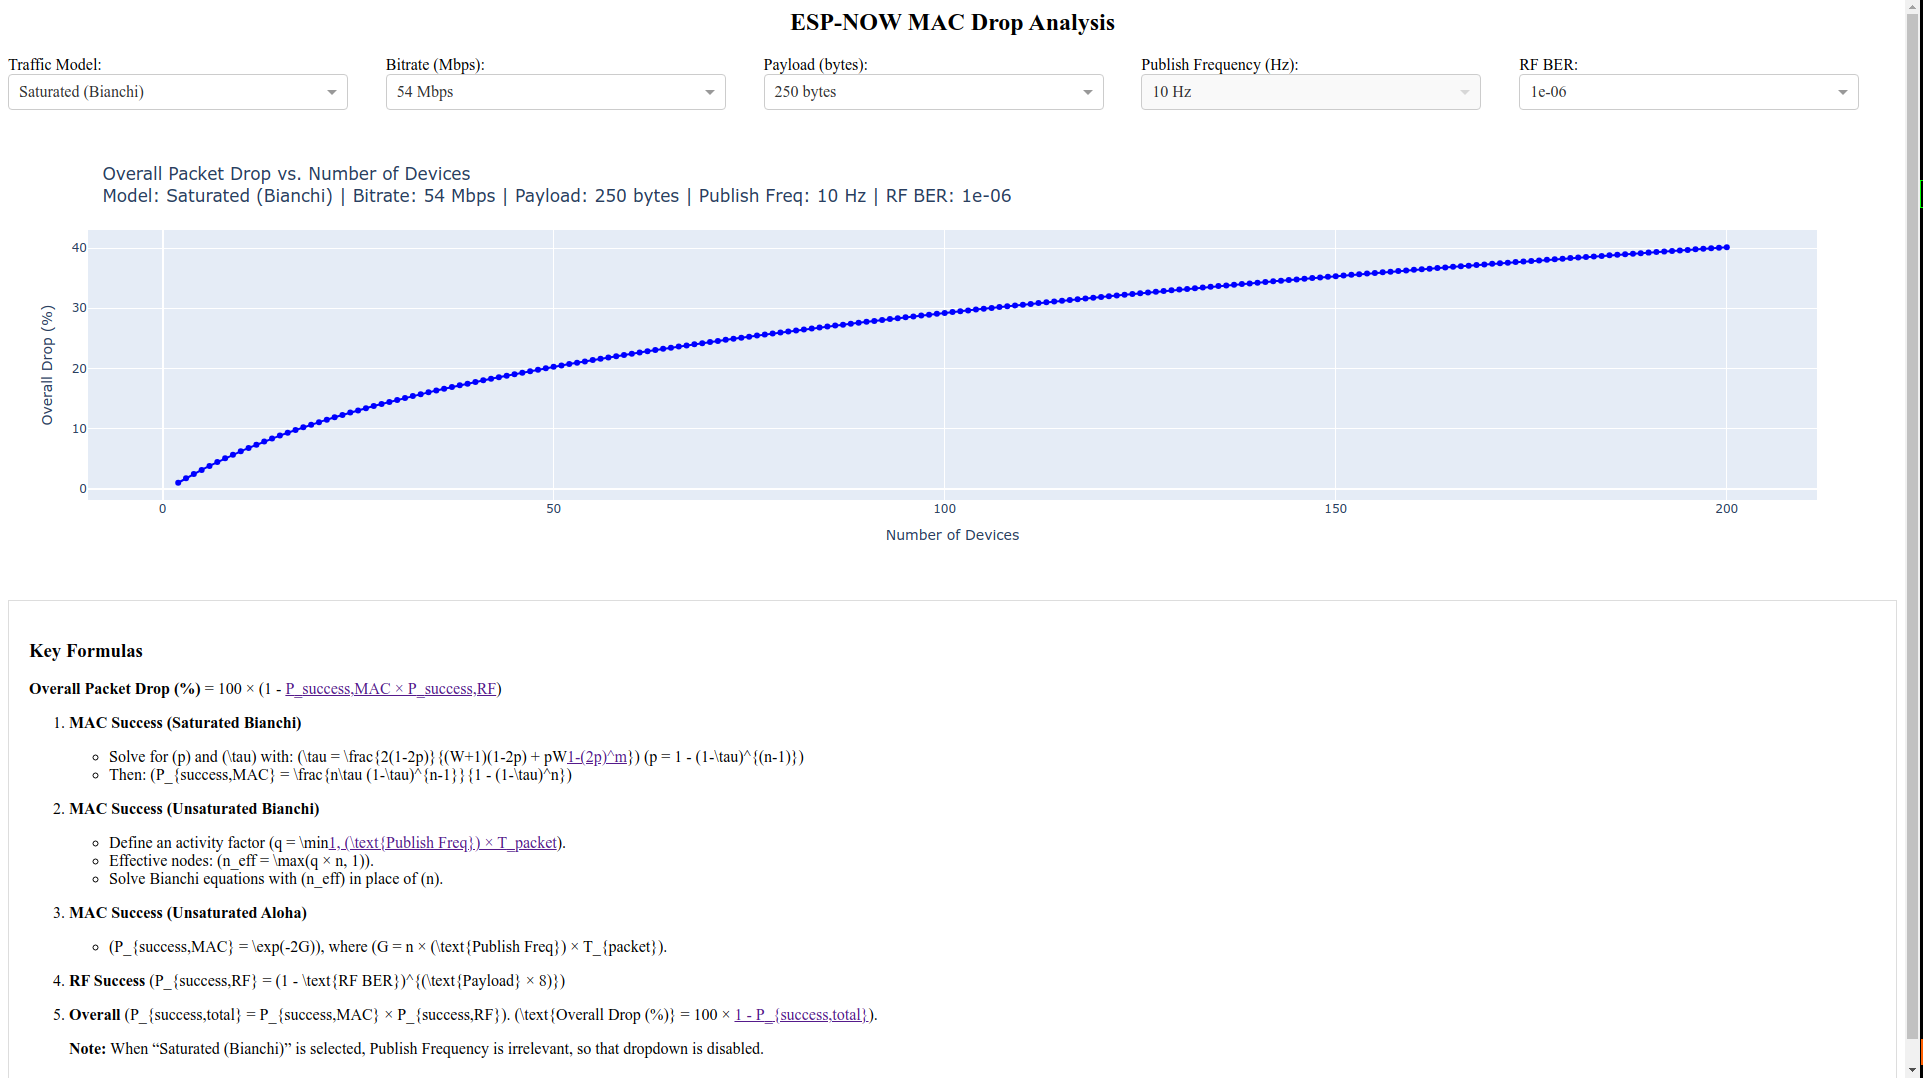 ESP-NOW MAC Drop Analysis
Traffic Model:
Bitrate (Mbps):
Payload (bytes):
Publish Frequency (Hz):
RF BER:
Saturated (Bianchi)
54 Mbps
250 bytes
10 Hz
1e-06
Overall Packet Drop vs. Number of Devices
Model: Saturated (Bianchi) | Bitrate: 54 Mbps | Payload: 250 bytes | Publish Freq: 10 Hz | RF BER: 1e-06
Overall Drop (%)
40
30
20
10
0
0
50
100
150
200
Number of Devices
Key Formulas
Overall Packet Drop (%) = 100 × (1 - P_success,MAC × P_success,RF)
1. MAC Success (Saturated Bianchi)
Solve for (p) and (\tau) with: (\tau = \frac{2(1-2p)}{(W+1)(1-2p) + pW1-(2p)^m}) (p = 1 - (1-\tau)^{(n-1)})
Then: (P_{success,MAC} = \frac{n\tau (1-\tau)^{n-1}}{1 - (1-\tau)^n})
2. MAC Success (Unsaturated Bianchi)
Define an activity factor (q = \min1, (\text{Publish Freq}) × T_packet).
Effective nodes: (n_eff = \max(q × n, 1)).
Solve Bianchi equations with (n_eff) in place of (n).
3. MAC Success (Unsaturated Aloha)
(P_{success,MAC} = \exp(-2G)), where (G = n × (\text{Publish Freq}) × T_{packet}).
4. RF Success (P_{success,RF} = (1 - \text{RF BER})^{(\text{Payload} × 8)})
5. Overall (P_{success,total} = P_{success,MAC} × P_{success,RF}). (\text{Overall Drop (%)} = 100 × 1 - P_{success,total}).
Note: When “Saturated (Bianchi)” is selected, Publish Frequency is irrelevant, so that dropdown is disabled.